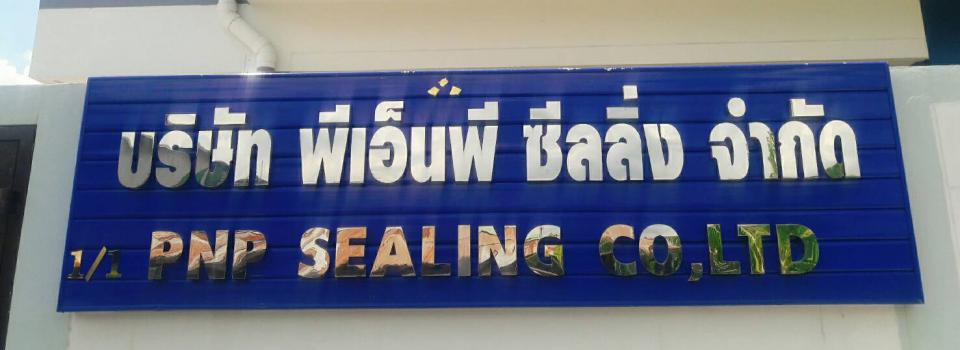 บริษัท พีเอ็นพี ซีลลิ่ง จำกัด
1/1 PNP SEALING CO,LTD